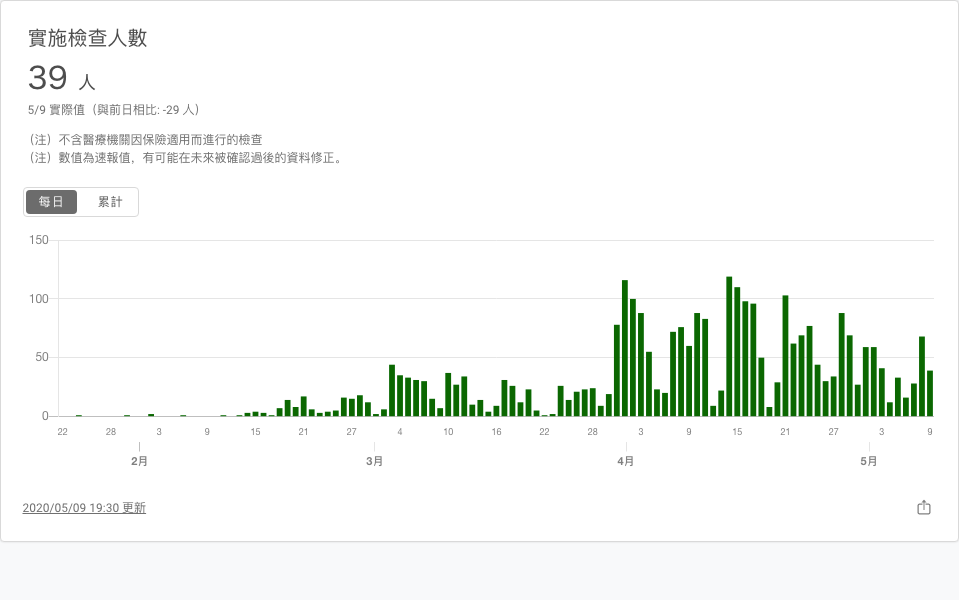 實施檢查人數
39 人
5/9 實際值（與前日相比: -29 人）
（注）不含醫療機關因保險適用而進行的檢查
（注）數值為速報值，有可能在未來被確認過後的資料修正。
每日 累計
150
100
50
0
22 28 3 9 15 21 27 4 10 16 22 28 3 9 15 21 27 3 9
2月 3月 4月 5月
2020/05/09 19:30 更新